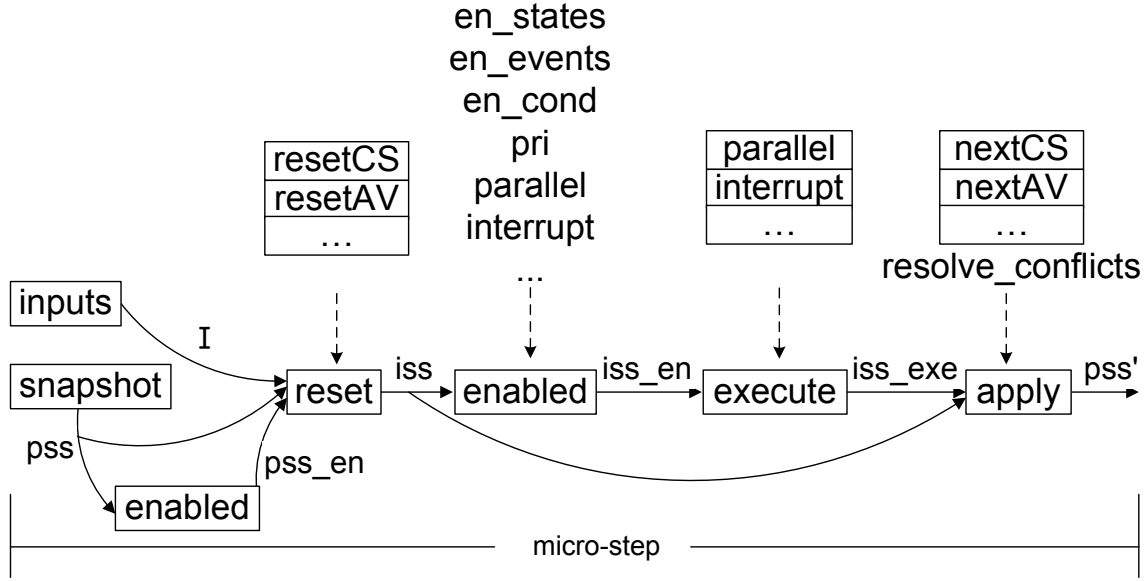 en_states
en_events
en_cond
pri
parallel
interrupt
...
resetCS
resetAV
...
parallel
interrupt
...
nextCS
nextAV
...
resolve_conflicts
inputs
I
snapshot
reset
iss
enabled
iss_en
execute
iss_exe
apply
pss'
pss
pss_en
enabled
micro-step